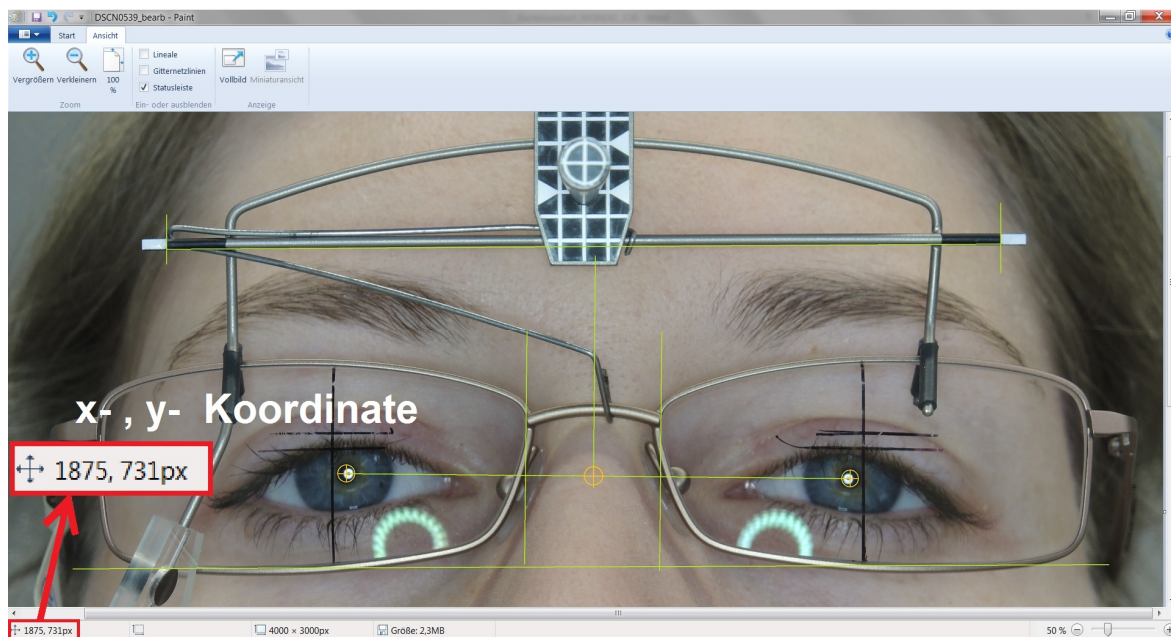 DSCN0539_bearb - Paint
Start Ansicht
Vergrößern Verkleinern 100 %
Lineale
Gitternetzlinien
Statusleiste
Vollbild Miniaturansicht
Zoom Ein- oder ausblenden Anzeige
x- , y- Koordinate
1875, 731px
1875, 731px 4000 × 3000px Größe: 2,3MB 50 %